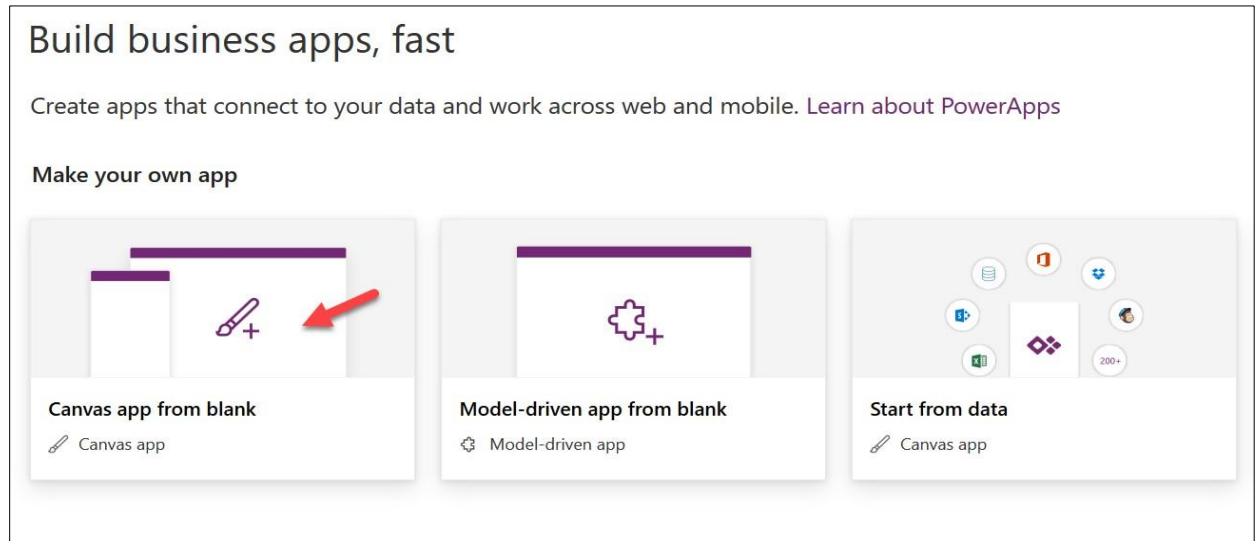 Build business apps, fast
Create apps that connect to your data and work across web and mobile. Learn about PowerApps
Make your own app
200+
Canvas app from blank
Canvas app
Model-driven app from blank
Model-driven app
Start from data
Canvas app